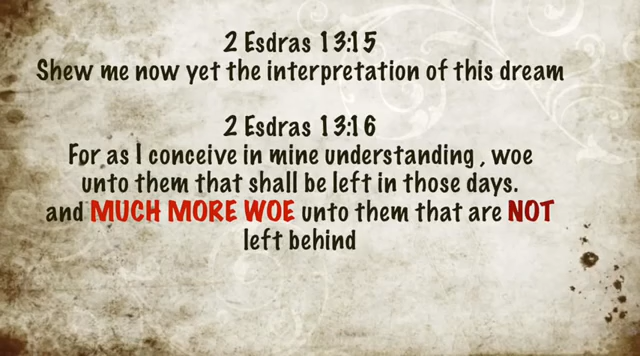 2 Esdras 13:15
Shew me now yet the interpretation of this dream
2 Esdras 13:16
For as I conceive in mine understanding , woe
unto them that shall be left in those days.
and MUCH MORE WOE unto them that are NOT
left behind